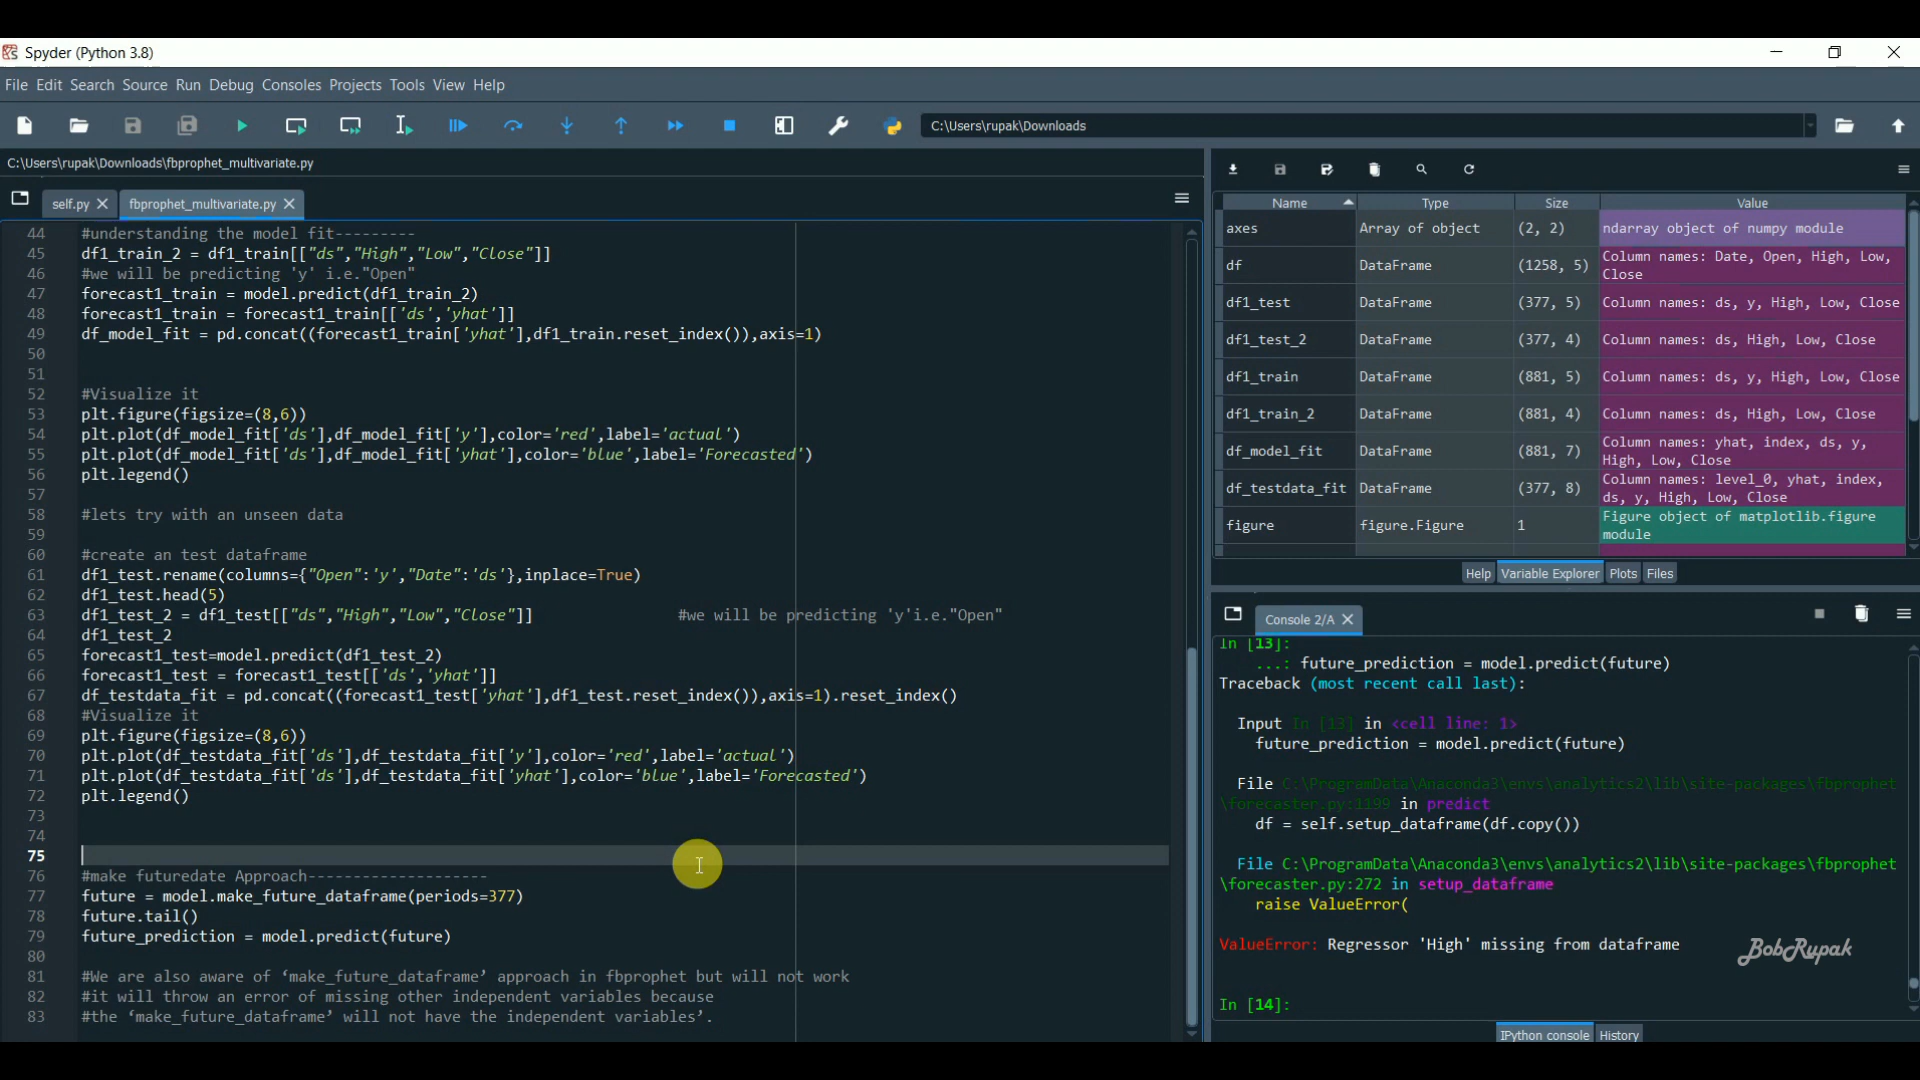 Spyder (Python 3.8)
File Edit Search Source Run Debug Consoles Projects Tools View Help
C:\Users\rupak\Downloads
C:\Users\rupak\Downloads\fbprophet_multivariate.py
self.py fbprophet_multivariate.py
44 #understanding the model fit---------
45 df1_train_2 = df1_train[["ds","High","Low","Close"]]
46 #we will be predicting 'y' i.e."Open"
47 forecast1_train = model.predict(df1_train_2)
48 forecast1_train = forecast1_train[['ds','yhat']]
49 df_model_fit = pd.concat((forecast1_train['yhat'],df1_train.reset_index()),axis=1)
50
51
52 #Visualize it
53 plt.figure(figsize=(8,6))
54 plt.plot(df_model_fit['ds'],df_model_fit['y'],color='red',label='actual')
55 plt.plot(df_model_fit['ds'],df_model_fit['yhat'],color='blue',label='Forecasted')
56 plt.legend()
57
58 #lets try with an unseen data
59
60 #create an test dataframe
61 df1_test.rename(columns={"Open":'y',"Date":'ds'},inplace=True)
62 df1_test.head(5)
63 df1_test_2 = df1_test[["ds","High","Low","Close"]] #we will be predicting 'y'i.e."Open"
64 df1_test_2
65 forecast1_test=model.predict(df1_test_2)
66 forecast1_test = forecast1_test[['ds','yhat']]
67 df_testdata_fit = pd.concat((forecast1_test['yhat'],df1_test.reset_index()),axis=1).reset_index()
68 #Visualize it
69 plt.figure(figsize=(8,6))
70 plt.plot(df_testdata_fit['ds'],df_testdata_fit['y'],color='red',label='actual')
71 plt.plot(df_testdata_fit['ds'],df_testdata_fit['yhat'],color='blue',label='Forecasted')
72 plt.legend()
73
74
75
76 #make futuredate Approach--------------------
77 future = model.make_future_dataframe(periods=377)
78 future.tail()
79 future_prediction = model.predict(future)
80
81 #We are also aware of ‘make_future_dataframe’ approach in fbprophet but will not work
82 #it will throw an error of missing other independent variables because
83 #the ‘make_future_dataframe’ will not have the independent variables’.
Name Type Size Value
axes Array of object (2, 2) ndarray object of numpy module
df DataFrame (1258, 5) Column names: Date, Open, High, Low,
Close
df1_test DataFrame (377, 5) Column names: ds, y, High, Low, Close
df1_test_2 DataFrame (377, 4) Column names: ds, High, Low, Close
df1_train DataFrame (881, 5) Column names: ds, y, High, Low, Close
df1_train_2 DataFrame (881, 4) Column names: ds, High, Low, Close
df_model_fit DataFrame (881, 7) Column names: yhat, index, ds, y,
High, Low, Close
df_testdata_fit DataFrame (377, 8) Column names: level_0, yhat, index,
ds, y, High, Low, Close
figure figure.Figure 1 Figure object of matplotlib.figure
module
Help Variable Explorer Plots Files
Console 2/A
In [13]:
...: future_prediction = model.predict(future)
Traceback (most recent call last):
Input In [13] in <cell line: 1>
future_prediction = model.predict(future)
File C:\ProgramData\Anaconda3\envs\analytics2\lib\site-packages\fbprophet
\forecaster.py:1199 in predict
df = self.setup_dataframe(df.copy())
File C:\ProgramData\Anaconda3\envs\analytics2\lib\site-packages\fbprophet
\forecaster.py:272 in setup_dataframe
raise ValueError(
ValueError: Regressor 'High' missing from dataframe
BobRupak
In [14]:
IPython console History